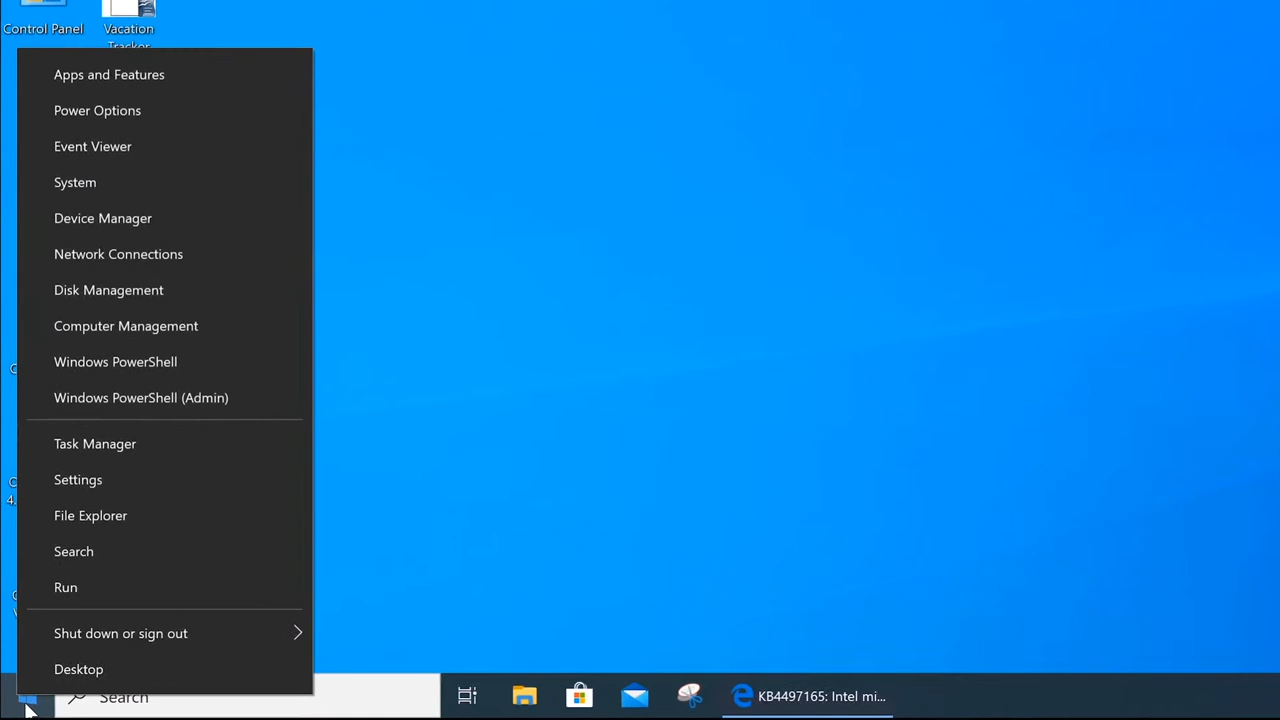 Control Panel
Vacation
Tracker
Apps and Features
Power Options
Event Viewer
System
Device Manager
Network Connections
Disk Management
Computer Management
Windows PowerShell
Windows PowerShell (Admin)
Task Manager
Settings
File Explorer
Search
Run
Shut down or sign out
Desktop
Search
KB4497165: Intel mi...